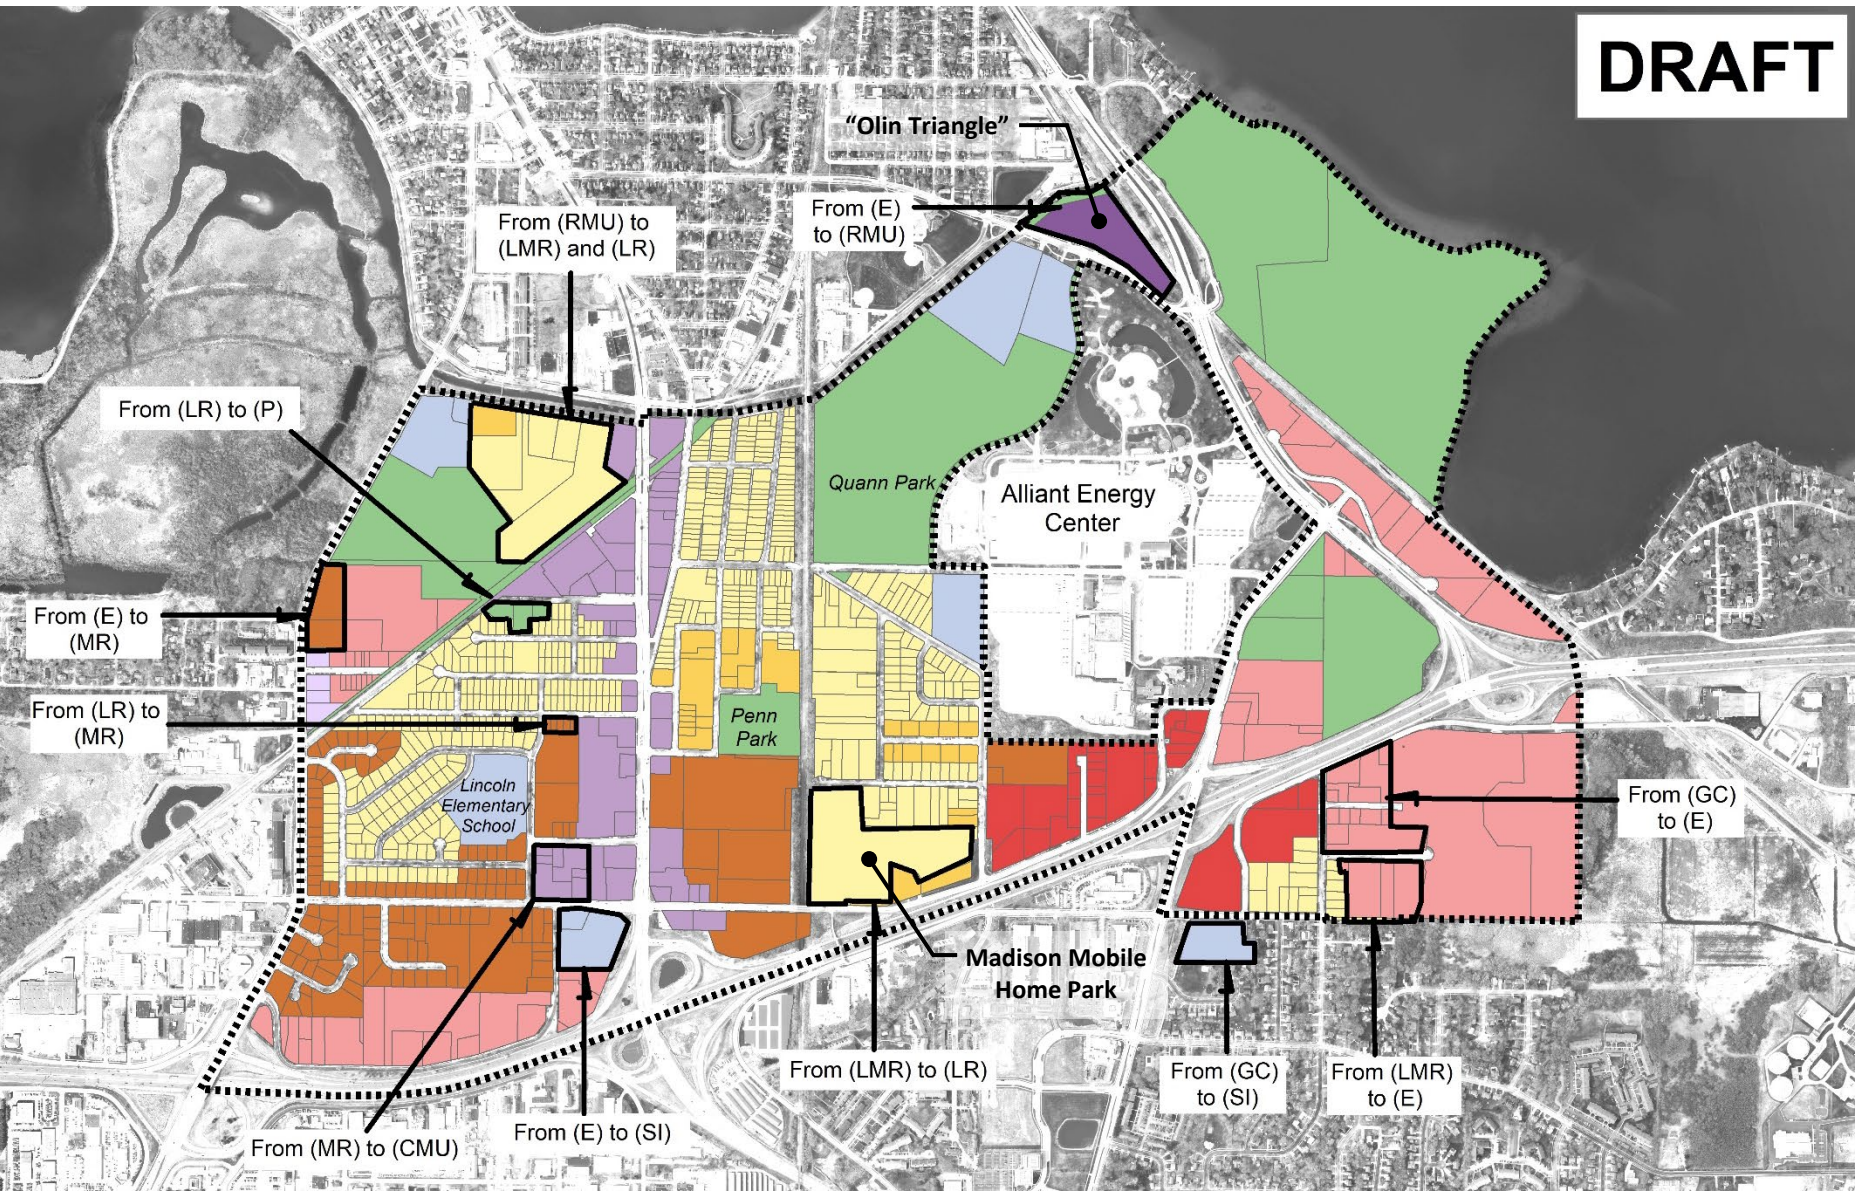 DRAFT
“Olin Triangle”
From (E)
to (RMU)
From (RMU) to
(LMR) and (LR)
From (LR) to (P)
Quann Park
Alliant Energy
Center
From (E) to
(MR)
From (LR) to
(MR)
Penn
Park
Lincoln
Elementary
School
From (GC)
to (E)
Madison Mobile
Home Park
From (LMR) to (LR)
From (GC)
to (SI)
From (LMR)
to (E)
From (MR) to (CMU)
From (E) to (SI)